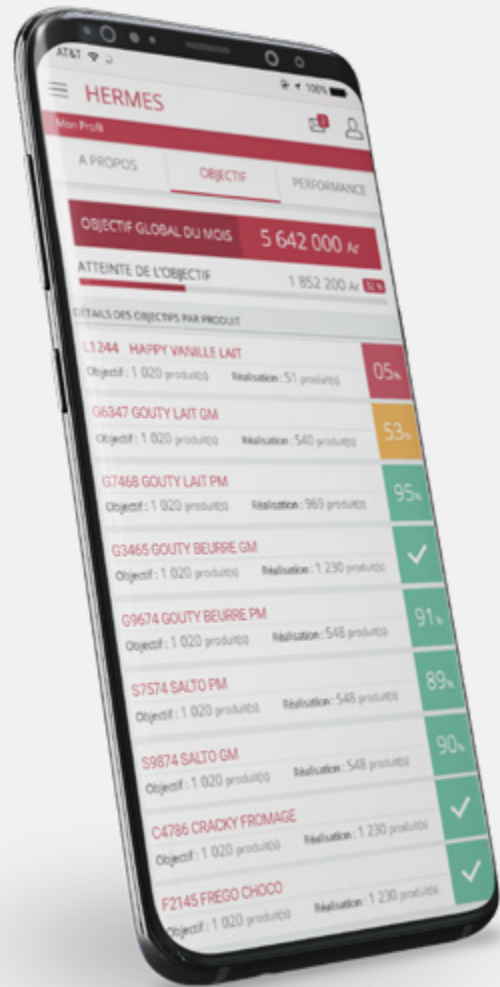 AT&T 100%
HERMES
Mon Profil
A PROPOS OBJECTIF PERFORMANCE
OBJECTIF GLOBAL DU MOIS 5 642 000 Ar
ATTEINTE DE L'OBJECTIF 1 852 200 Ar 32 %
DÉTAILS DES OBJECTIFS PAR PRODUIT
L1244 HAPPY VANILLE LAIT
Objectif : 1 020 produit(s) Réalisation : 51 produit(s) 05%
G6347 GOUTY LAIT GM
Objectif : 1 020 produit(s) Réalisation : 540 produit(s) 53%
G7468 GOUTY LAIT PM
Objectif : 1 020 produit(s) Réalisation : 969 produit(s) 95%
G3465 GOUTY BEURRE GM
Objectif : 1 020 produit(s) Réalisation : 1 230 produit(s)
G9674 GOUTY BEURRE PM
Objectif : 1 020 produit(s) Réalisation : 548 produit(s) 91%
S7574 SALTO PM
Objectif : 1 020 produit(s) Réalisation : 548 produit(s) 89%
S9874 SALTO GM
Objectif : 1 020 produit(s) Réalisation : 548 produit(s) 90%
C4786 CRACKY FROMAGE
Objectif : 1 020 produit(s) Réalisation : 1 230 produit(s)
F2145 FREGO CHOCO
Objectif : 1 020 produit(s) Réalisation : 1 230 produit(s)